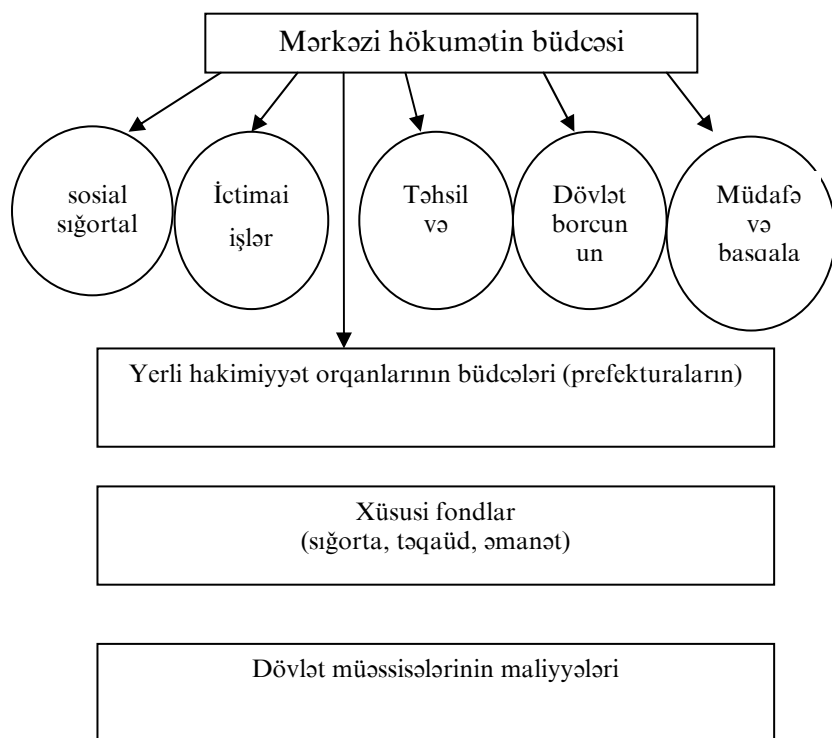 Mərkəzi hökumətin büdcəsi
sosial
sığortal
İctimai
işlər
Təhsil
və
Dövlət
borcun
un
Müdafə
və
basqala
Yerli hakimiyyət orqanlarının büdcələri (prefekturaların)
Xüsusi fondlar
(sığorta, təqaüd, əmanət)
Dövlət müəssisələrinin maliyyələri